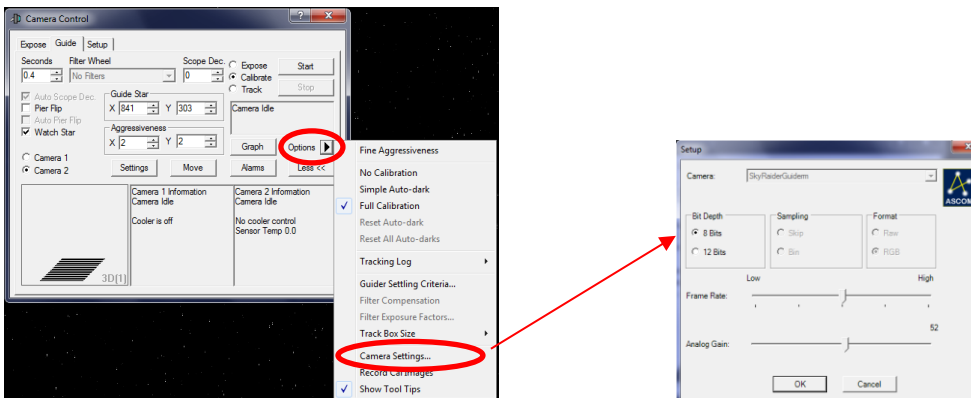 Camera Control
Expose Guide Setup
Seconds Filter Wheel Scope Dec.
0.4 No Filters 0
Expose
Calibrate
Track
Start
Stop
Auto Scope Dec.
Pier Flip
Auto Pier Flip
Watch Star
Guide Star
X 841 Y 303
Aggressiveness
X 2 Y 2
Camera Idle
Graph Options
Camera 1
Camera 2
Settings Move Alarms Less <<
Camera 1 Information
Camera Idle
Cooler is off
Camera 2 Information
Camera Idle
No cooler control
Sensor Temp 0.0
3D[1]
Fine Aggressiveness
No Calibration
Simple Auto-dark
Full Calibration
Reset Auto-dark
Reset All Auto-darks
Tracking Log
Guider Settling Criteria...
Filter Compensation
Filter Exposure Factors...
Track Box Size
Camera Settings...
Record Cal Images
Show Tool Tips
Setup
Camera: SkyRaiderGuiderm
ASCOM
Bit Depth Sampling Format
8 Bits Skip Raw
12 Bits Bin RGB
Low High
Frame Rate:
52
Analog Gain:
OK Cancel